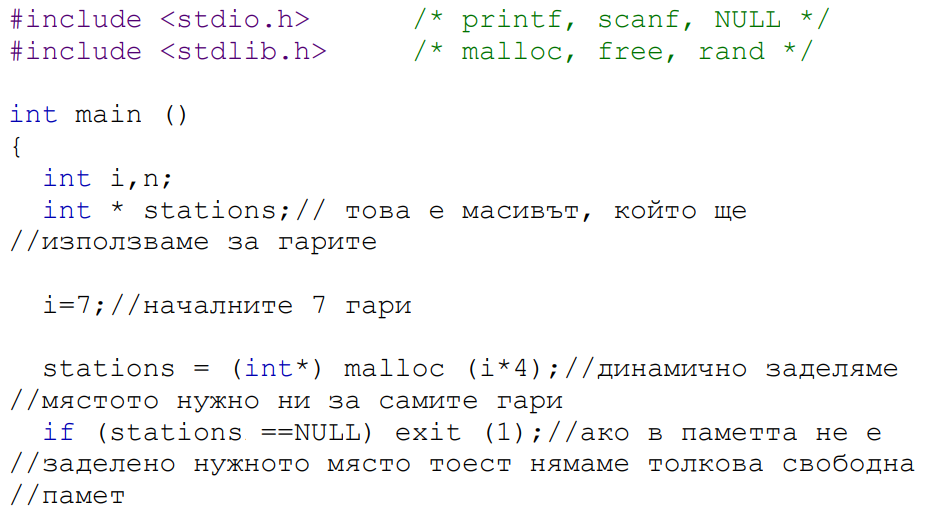 #include <stdio.h>      /* printf, scanf, NULL */
#include <stdlib.h>     /* malloc, free, rand */
int main ()
{
int i,n;
int * stations;// това е масивът, който ще
//използваме за гарите
i=7;//началните 7 гари
stations = (int*) malloc (i*4);//динамично заделяме
//мястото нужно ни за самите гари
if (stations ==NULL) exit (1);//ако в паметта не е
//заделено нужното място тоест нямаме толкова свободна
//памет